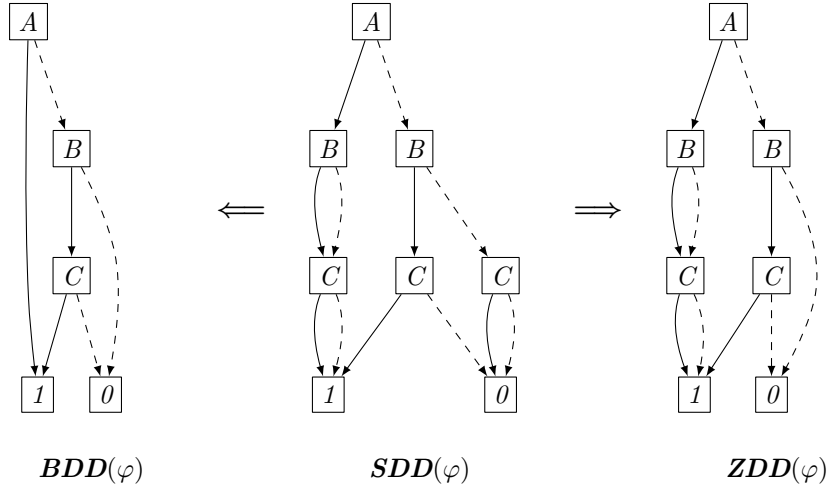 A A A
B B B B B
⇐ ⇒
C C C C C C
1 0 1 0 1 0
BDD(φ) SDD(φ) ZDD(φ)